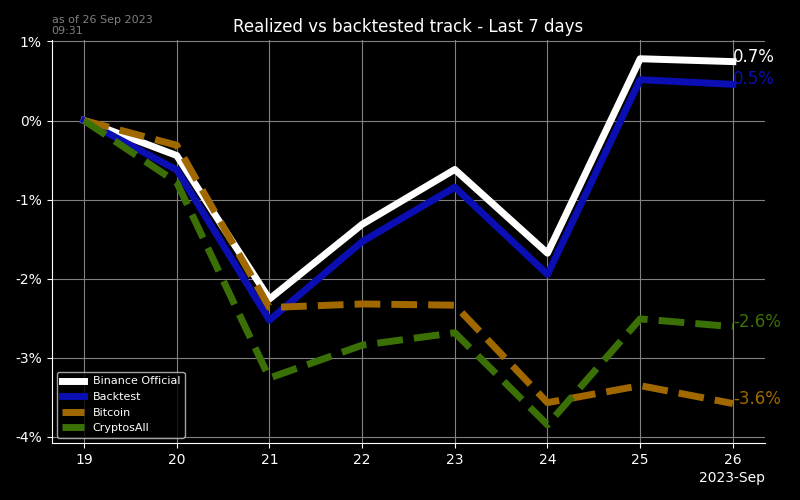 as of 26 Sep 2023
09:31
Realized vs backtested track - Last 7 days
1%
0%
-1%
-2%
-3%
-4%
0.7%
0.5%
-2.6%
-3.6%
Binance Official
Backtest
Bitcoin
CryptosAll
19 20 21 22 23 24 25 26
2023-Sep